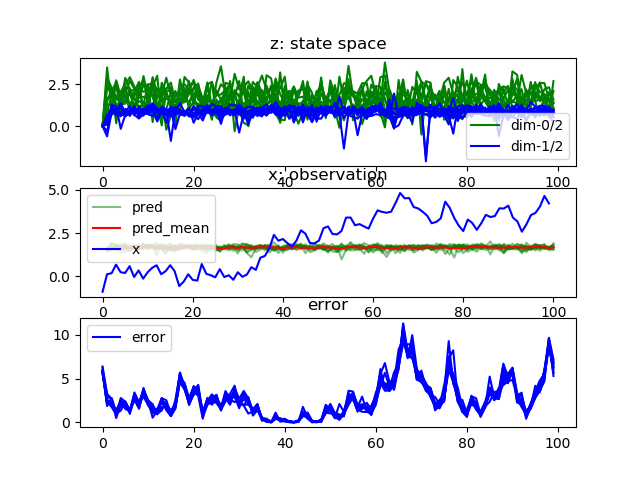 z: state space
2.5
0.0
dim-0/2
dim-1/2
0 20 40 60 80 100
x: observation
5.0
2.5
0.0
pred
pred_mean
x
0 20 40 60 80 100
error
10
5
0
error
0 20 40 60 80 100